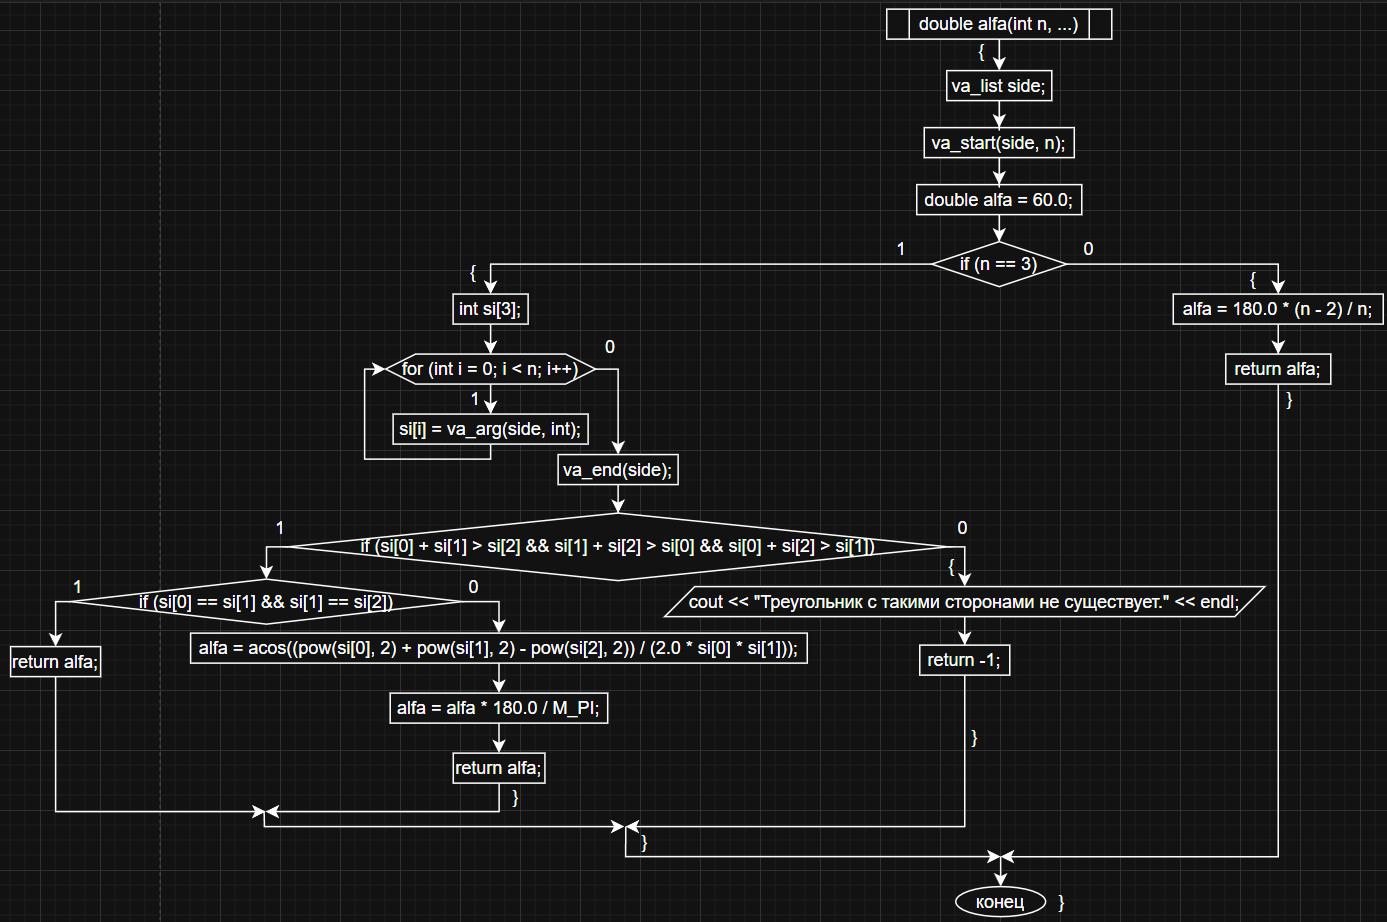 double alfa(int n, ...)
{
va_list side;
va_start(side, n);
double alfa = 60.0;
1
if (n == 3)
0
{
int si[3];
for (int i = 0; i < n; i++)
0
1
si[i] = va_arg(side, int);
va_end(side);
1
if (si[0] + si[1] > si[2] && si[1] + si[2] > si[0] && si[0] + si[2] > si[1])
0
1
if (si[0] == si[1] && si[1] == si[2])
0
return alfa;
alfa = acos((pow(si[0], 2) + pow(si[1], 2) - pow(si[2], 2)) / (2.0 * si[0] * si[1]));
alfa = alfa * 180.0 / M_PI;
return alfa;
}
{
cout << "Треугольник с такими сторонами не существует." << endl;
return -1;
}
}
{
alfa = 180.0 * (n - 2) / n;
return alfa;
}
конец
}